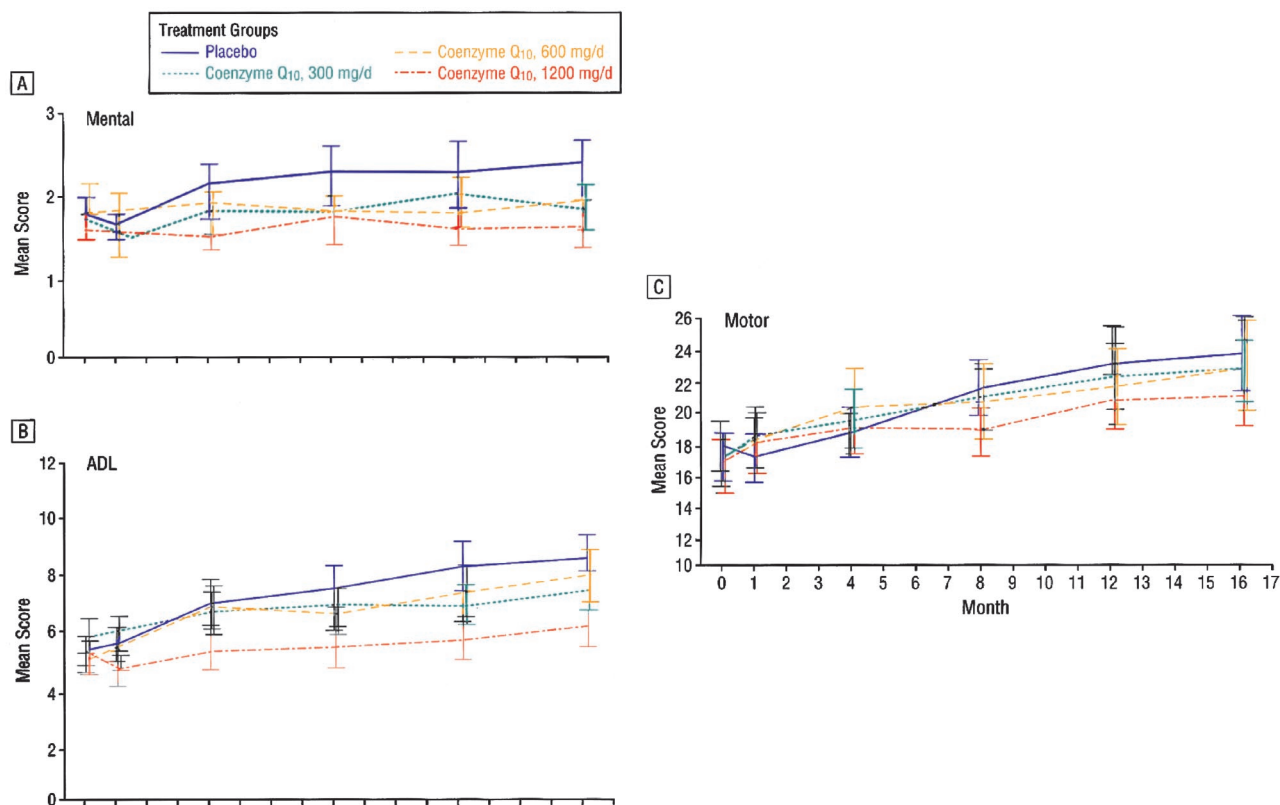 Treatment Groups
Placebo
Coenzyme Q10, 600 mg/d
Coenzyme Q10, 300 mg/d
Coenzyme Q10, 1200 mg/d
A
Mental
3
2
1
0
Mean Score
B
ADL
12
10
8
6
4
2
0
Mean Score
C
Motor
26
24
22
20
18
16
14
12
10
Mean Score
0 1 2 3 4 5 6 7 8 9 10 11 12 13 14 15 16 17
Month